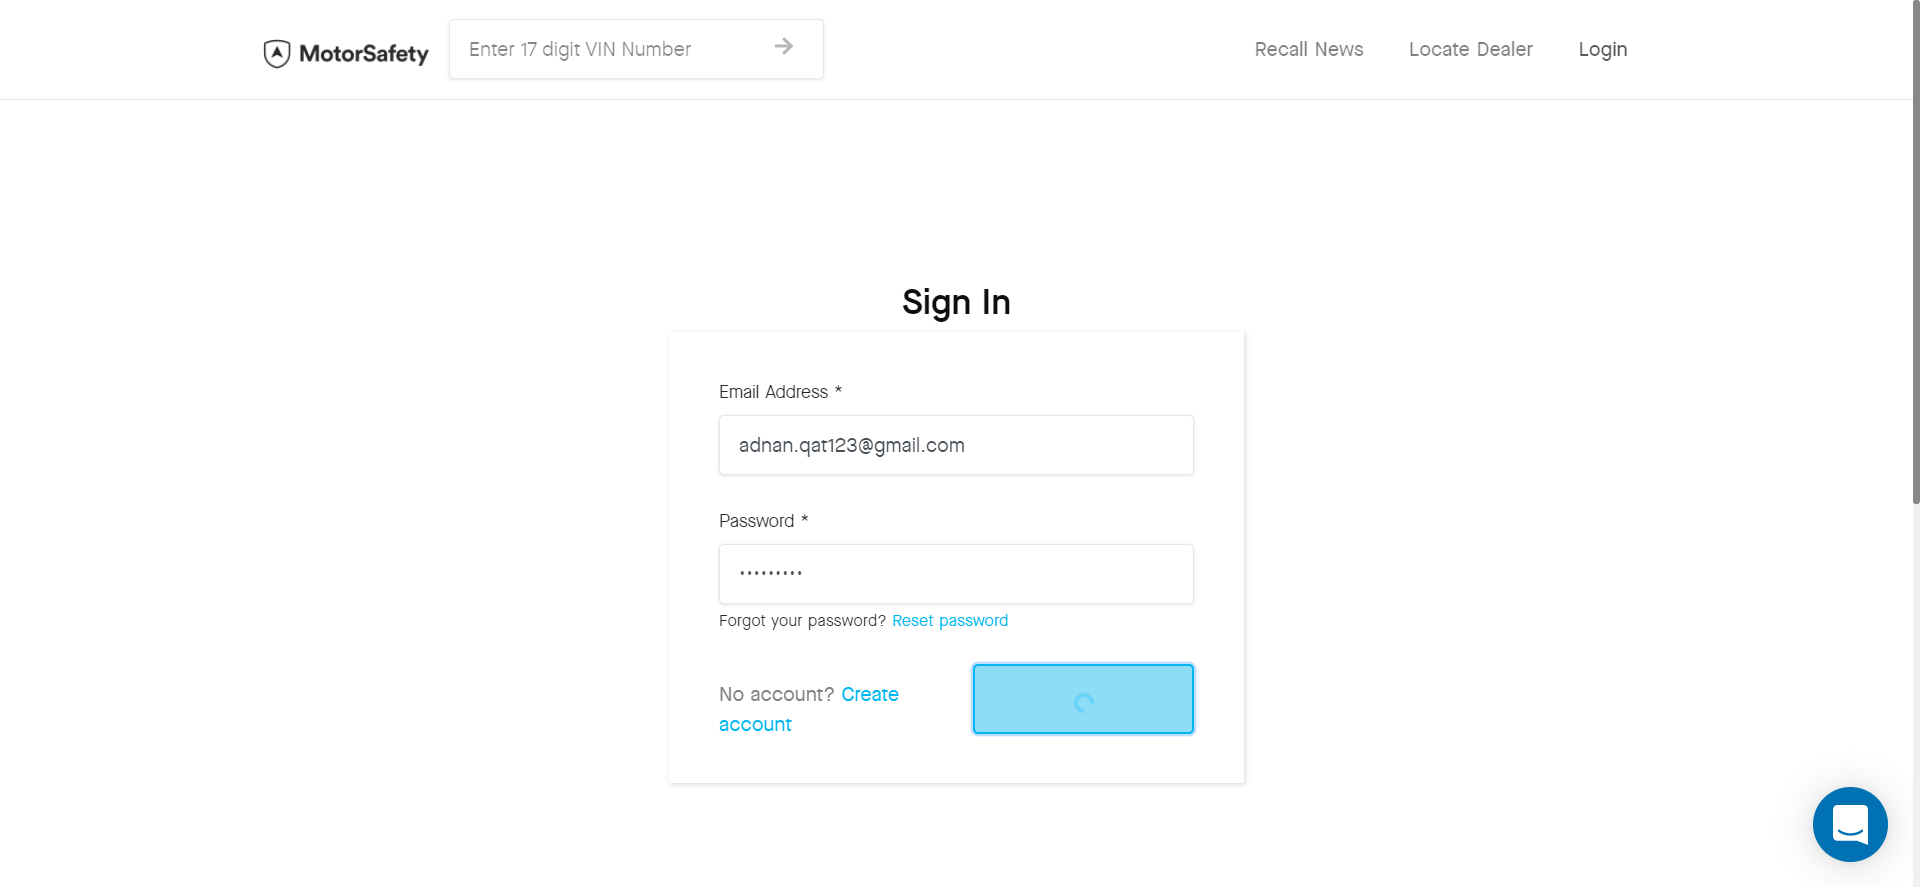 MotorSafety
Enter 17 digit VIN Number
Recall News
Locate Dealer
Login
Sign In
Email Address *
adnan.qat123@gmail.com
Password *
•••••••••
Forgot your password? Reset password
No account? Create
account